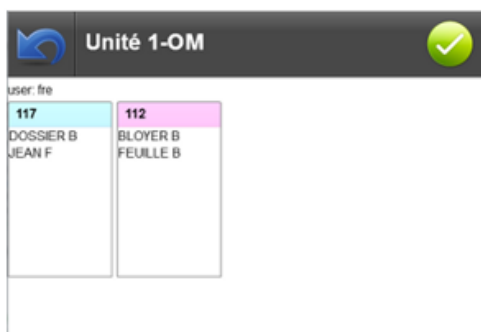 Unité 1-OM
user: fre
117
DOSSIER B
JEAN F
112
BLOYER B
FEUILLE B